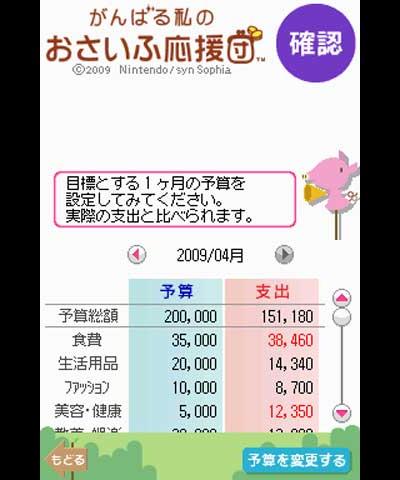 がんばる私の
おさいふ応援団™
©2009 Nintendo/syn Sophia
確認
目標とする1ヶ月の予算を
設定してみてください。
実際の支出と比べられます。
2009/04月
予算 支出
予算総額 200,000 151,180
食費 35,000 38,460
生活用品 20,000 14,340
ﾌｧｯｼｮﾝ 10,000 8,700
美容・健康 5,000 12,350
もどる
予算を変更する